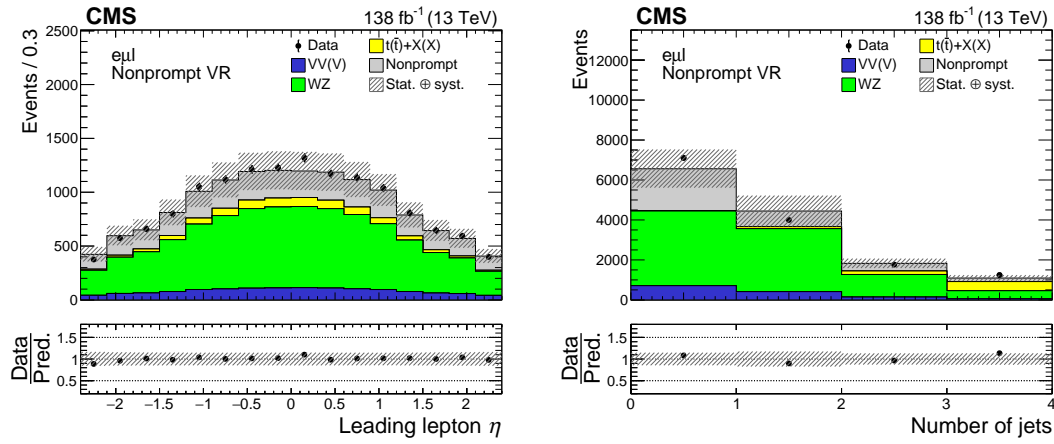 CMS 138 fb⁻¹ (13 TeV)
Events / 0.3
2500
2000
1500
1000
500
0
eμl
Nonprompt VR
Data
VV(V)
WZ
t(t̄)+X(X)
Nonprompt
Stat. ⊕ syst.
Data
Pred.
1.5
1
0.5
−2 −1.5 −1 −0.5 0 0.5 1 1.5 2
Leading lepton η
CMS 138 fb⁻¹ (13 TeV)
Events
12000
10000
8000
6000
4000
2000
0
eμl
Nonprompt VR
Data
VV(V)
WZ
t(t̄)+X(X)
Nonprompt
Stat. ⊕ syst.
Data
Pred.
1.5
1
0.5
0 1 2 3 4
Number of jets